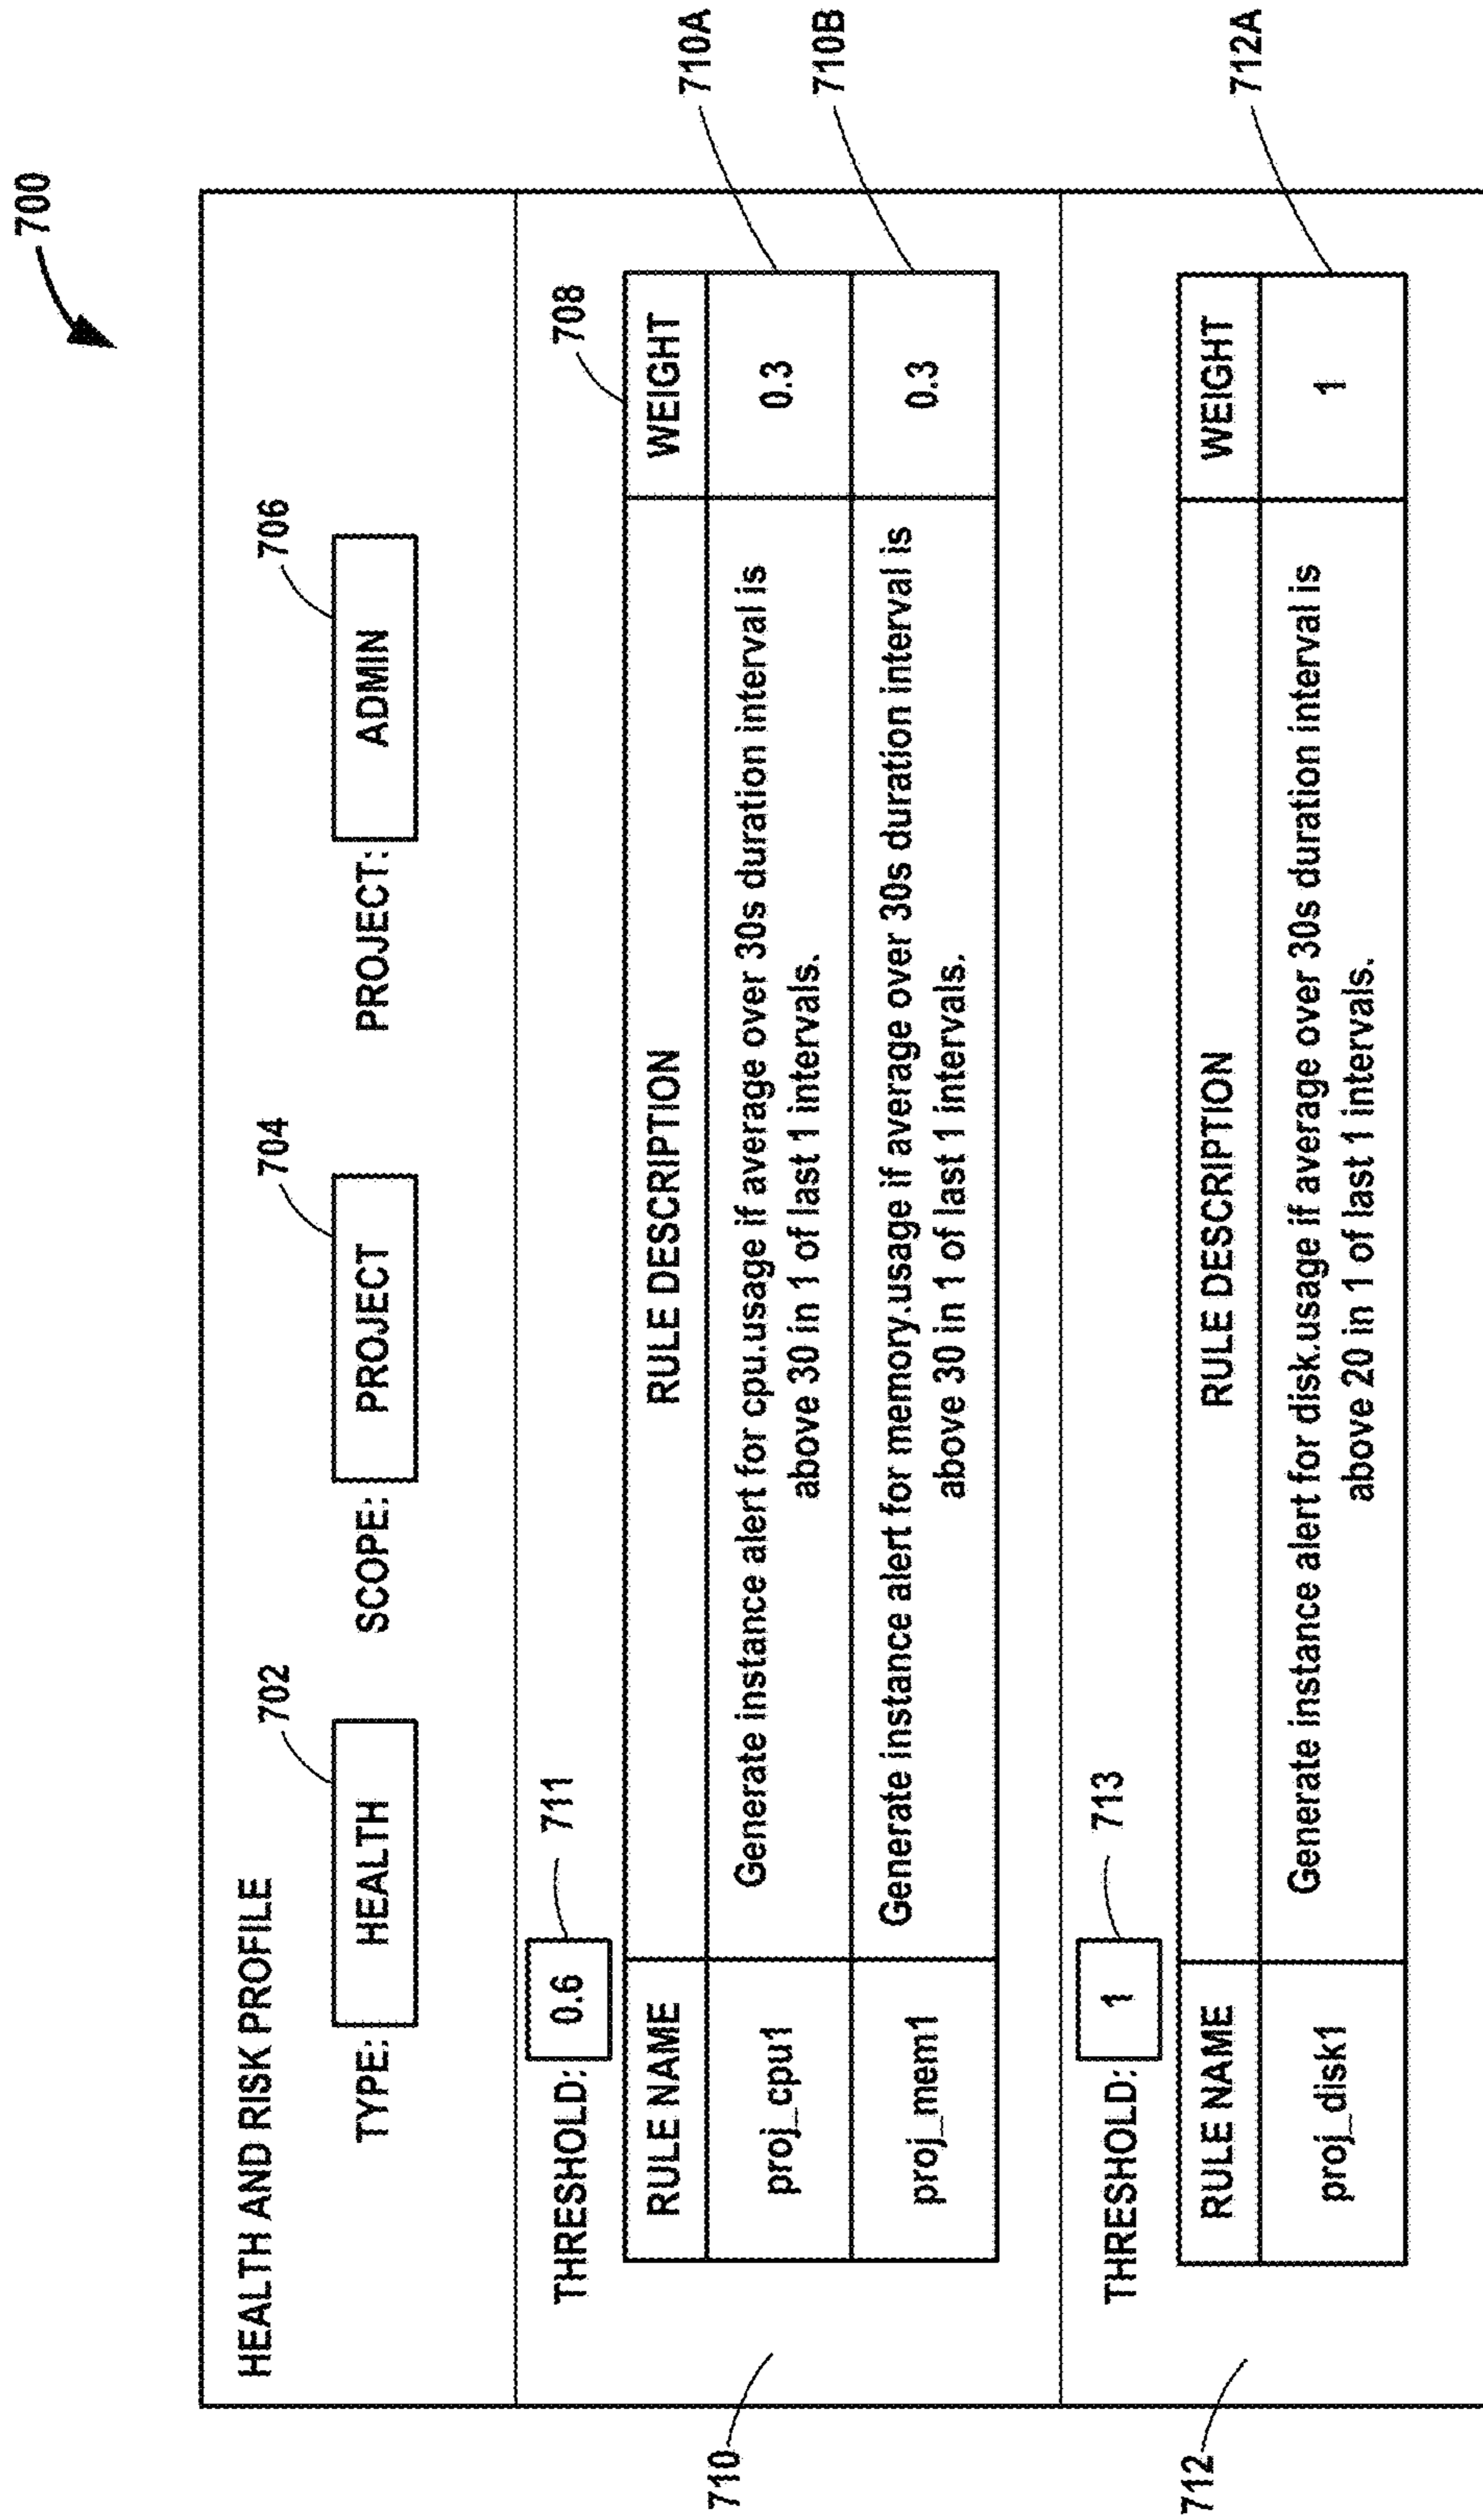 700
HEALTH AND RISK PROFILE
702
704
706
TYPE: HEALTH SCOPE: PROJECT PROJECT: ADMIN
THRESHOLD: 0.6 711
708
RULE NAME RULE DESCRIPTION WEIGHT
710
proj_cpu1 Generate instance alert for cpu.usage if average over 30s duration interval is 0.3 710A
above 30 in 1 of last 1 intervals.
proj_mem1 Generate instance alert for memory.usage if average over 30s duration interval is 0.3 710B
above 30 in 1 of last 1 intervals.
THRESHOLD: 1 713
RULE NAME RULE DESCRIPTION WEIGHT
712
proj_disk1 Generate instance alert for disk.usage if average over 30s duration interval is 1 712A
above 20 in 1 of last 1 intervals.